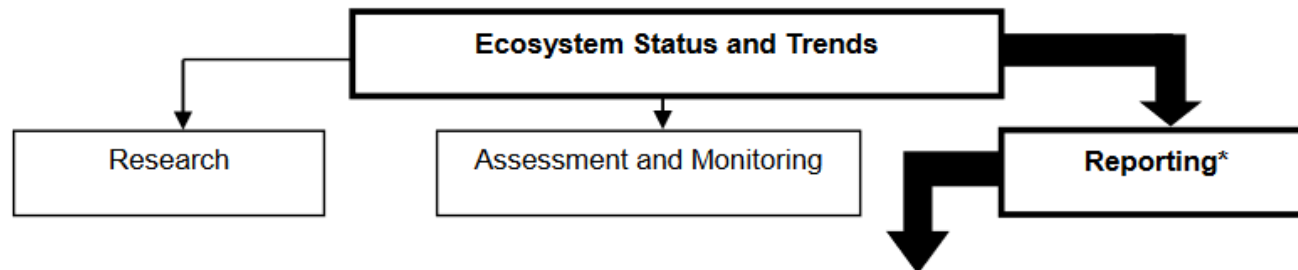 Ecosystem Status and Trends
Research
Assessment and Monitoring
Reporting*